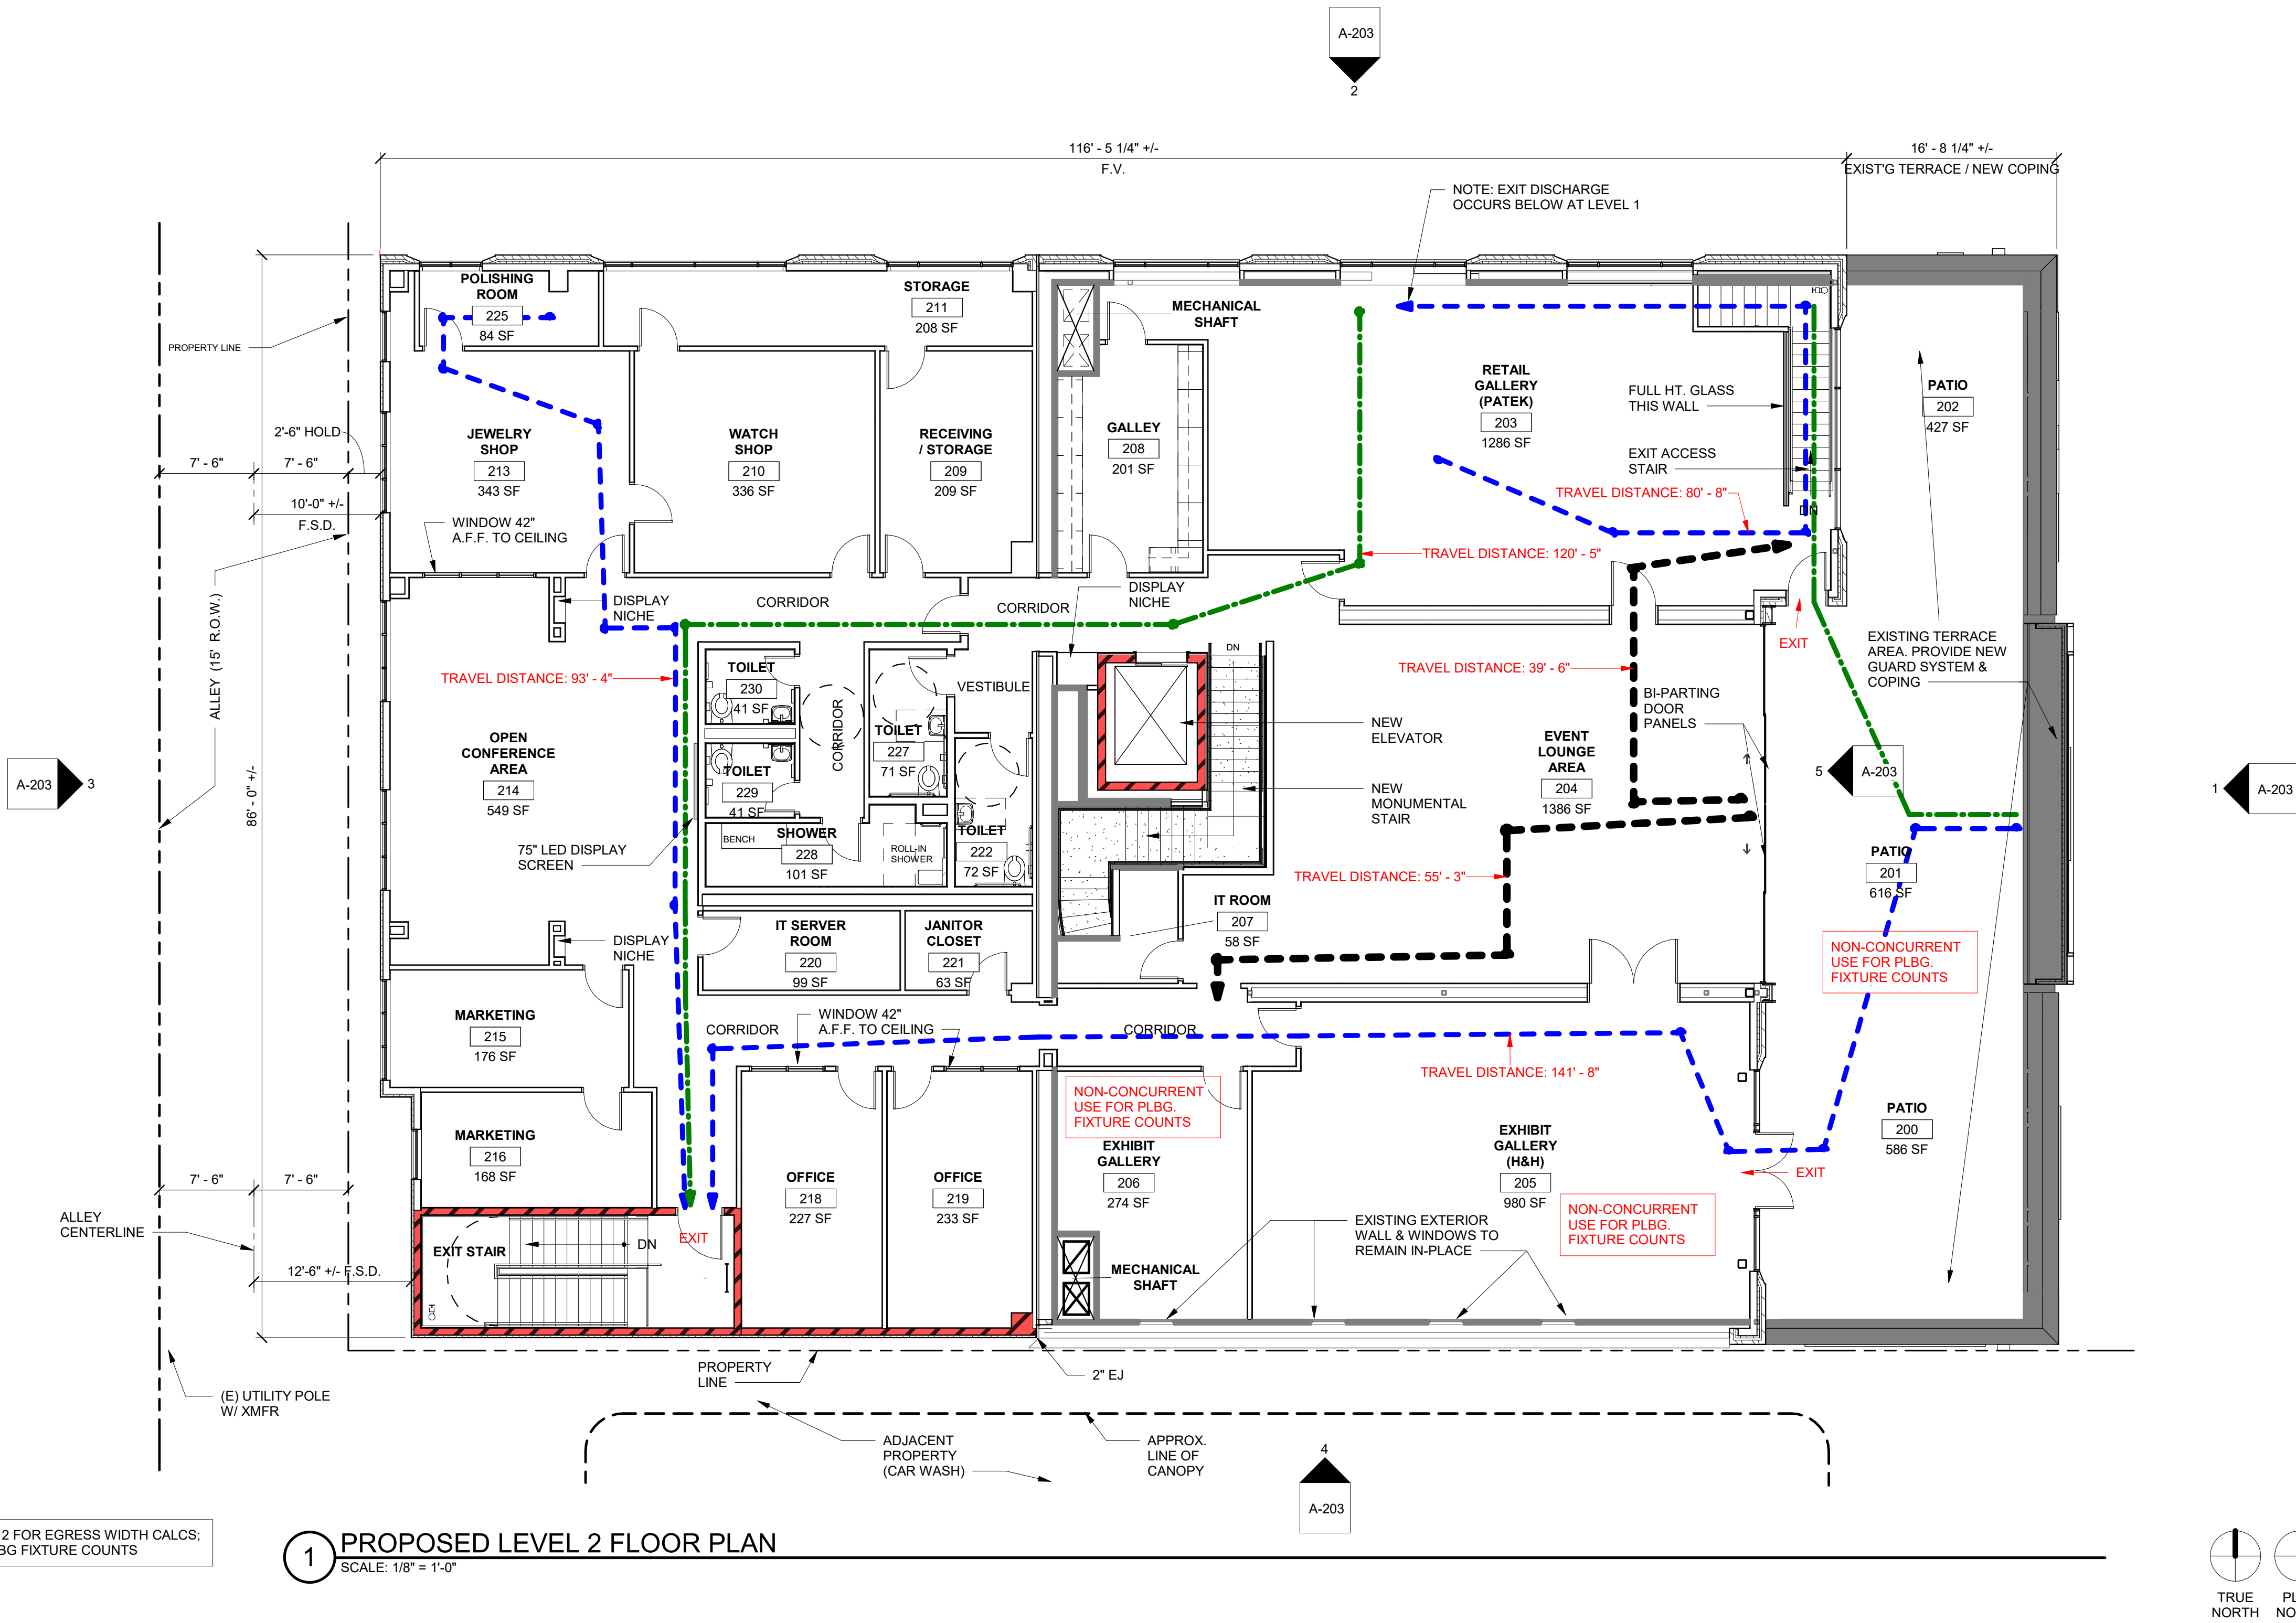 A-203
2
116' - 5 1/4" +/-
F.V.
16' - 8 1/4" +/-
EXIST'G TERRACE / NEW COPING
NOTE: EXIT DISCHARGE
OCCURS BELOW AT LEVEL 1
POLISHING
ROOM
225
84 SF
STORAGE
211
208 SF
MECHANICAL
SHAFT
PROPERTY LINE
RETAIL
GALLERY
(PATEK)
203
1286 SF
FULL HT. GLASS
THIS WALL
PATIO
202
427 SF
2'-6" HOLD
7' - 6"
7' - 6"
10'-0" +/-
F.S.D.
JEWELRY
SHOP
213
343 SF
WATCH
SHOP
210
336 SF
RECEIVING
/ STORAGE
209
209 SF
GALLEY
208
201 SF
EXIT ACCESS
STAIR
TRAVEL DISTANCE: 80' - 8"
DN
WINDOW 42"
A.F.F. TO CEILING
TRAVEL DISTANCE: 120' - 5"
DISPLAY
NICHE
CORRIDOR
CORRIDOR
DISPLAY
NICHE
EXIT
EXISTING TERRACE
AREA. PROVIDE NEW
GUARD SYSTEM &
COPING
ALLEY (15' R.O.W.)
86' - 0" +/-
TRAVEL DISTANCE: 93' - 4"
TOILET
230
41 SF
CORRIDOR
TOILET
227
71 SF
VESTIBULE
DN
TRAVEL DISTANCE: 39' - 6"
BI-PARTING
DOOR
PANELS
NEW
ELEVATOR
EVENT
LOUNGE
AREA
204
1386 SF
OPEN
CONFERENCE
AREA
214
549 SF
TOILET
229
41 SF
NEW
MONUMENTAL
STAIR
A-203
3
5
A-203
1
A-203
75" LED DISPLAY
SCREEN
BENCH
SHOWER
228
101 SF
ROLL-IN
SHOWER
TOILET
222
72 SF
PATIO
201
616 SF
TRAVEL DISTANCE: 55' - 3"
IT ROOM
207
58 SF
DISPLAY
NICHE
IT SERVER
ROOM
220
99 SF
JANITOR
CLOSET
221
63 SF
NON-CONCURRENT
USE FOR PLBG.
FIXTURE COUNTS
MARKETING
215
176 SF
CORRIDOR
WINDOW 42"
A.F.F. TO CEILING
CORRIDOR
TRAVEL DISTANCE: 141' - 8"
NON-CONCURRENT
USE FOR PLBG.
FIXTURE COUNTS
MARKETING
216
168 SF
EXHIBIT
GALLERY
206
274 SF
EXHIBIT
GALLERY
(H&H)
205
980 SF
PATIO
200
586 SF
EXIT
7' - 6"
7' - 6"
OFFICE
218
227 SF
OFFICE
219
233 SF
NON-CONCURRENT
USE FOR PLBG.
FIXTURE COUNTS
ALLEY
CENTERLINE
EXIT STAIR
DN
EXIT
EXISTING EXTERIOR
WALL & WINDOWS TO
REMAIN IN-PLACE
12'-6" +/- F.S.D.
MECHANICAL
SHAFT
PROPERTY
LINE
2" EJ
(E) UTILITY POLE
W/ XMFR
ADJACENT
PROPERTY
(CAR WASH)
APPROX.
LINE OF
CANOPY
4
A-203
2 FOR EGRESS WIDTH CALCS;
BG FIXTURE COUNTS
1
PROPOSED LEVEL 2 FLOOR PLAN
SCALE: 1/8" = 1'-0"
TRUE
NORTH